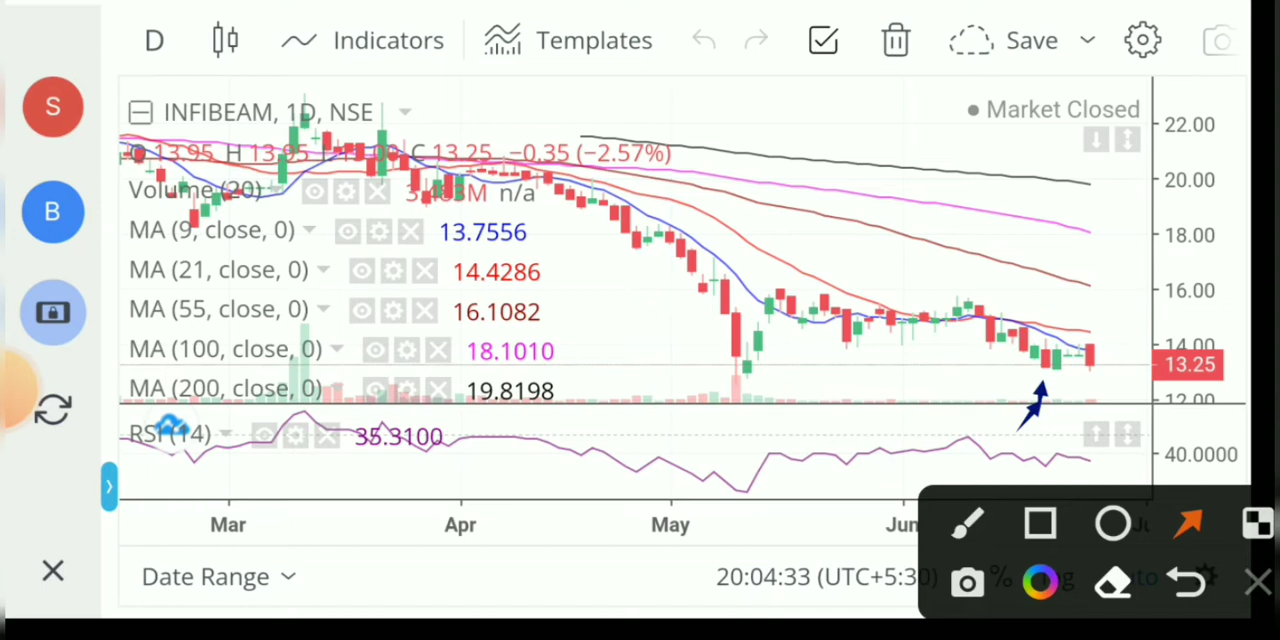 D Indicators Templates Save
S
INFIBEAM, 1D, NSE
Market Closed
22.00
13.95 H 13.95 C 13.25 −0.35 (−2.57%)
20.00
Volume (20) n/a
B
MA (9, close, 0) 13.7556
18.00
MA (21, close, 0) 14.4286
16.00
MA (55, close, 0) 16.1082
MA (100, close, 0) 18.1010
14.00
13.25
MA (200, close, 0) 19.8198
12.00
RSI (14) 35.3100
40.0000
Mar Apr May Jun
Date Range
20:04:33 (UTC+5:30) %